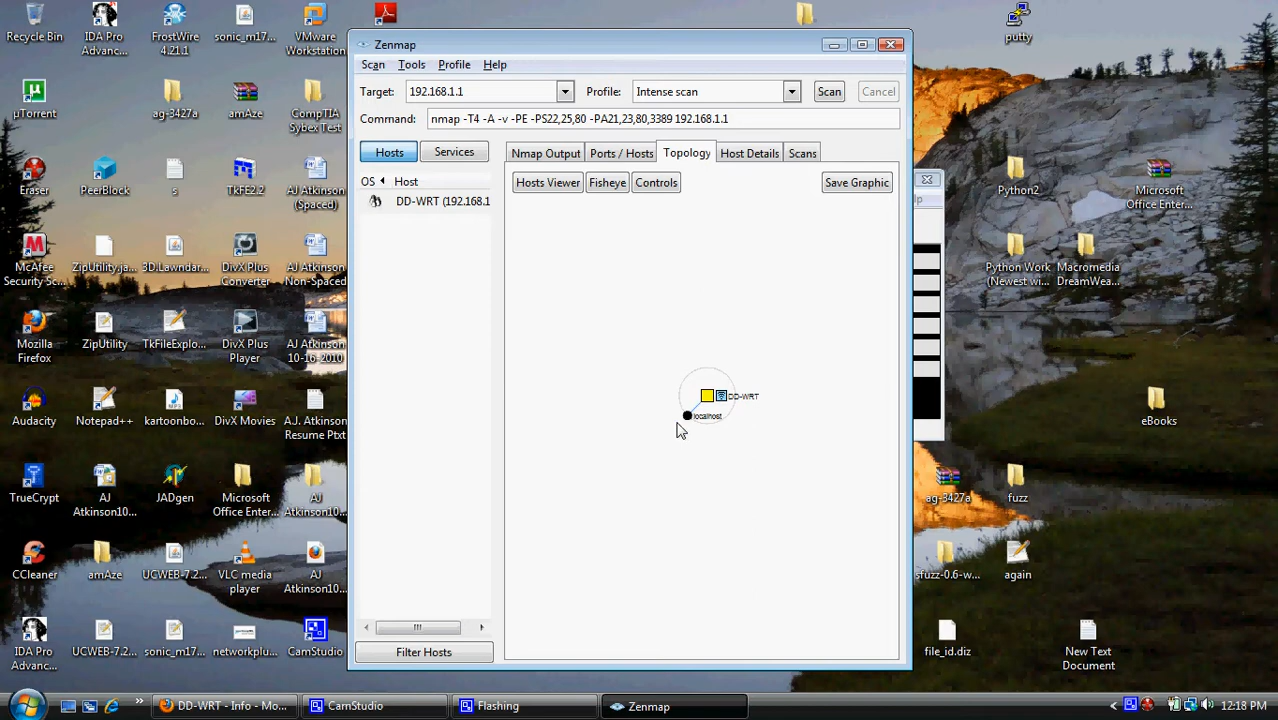 Recycle Bin
IDA Pro
Advanc...
FrostWire
4.21.1
sonic_m17...
VMware
Workstation
putty
µTorrent
ag-3427a
amAze
CompTIA
Sybex Test
Eraser
PeerBlock
s
TKFE2.2
AJ Atkinson
(Spaced)
Python2
Microsoft
Office Enter...
McAfee
Security Sc...
ZipUtility.ja...
3D.Lawndar...
DivX Plus
Converter
AJ Atkinson
Non-Spaced
Python Work
(Newest wi...
Macromedia
DreamWea...
Mozilla
Firefox
ZipUtility
TkFileExplo...
DivX Plus
Player
AJ Atkinson
10-16-2010
Audacity
Notepad++
kartoonbo...
DivX Movies
A.J. Atkinson
Resume Ptxt
eBooks
TrueCrypt
AJ
Atkinson10...
JADgen
Microsoft
Office Enter...
AJ
Atkinson10...
ag-3427a
fuzz
CCleaner
amAze
UCWEB-7.2...
VLC media
player
AJ
Atkinson10...
sfuzz-0.6-w...
again
IDA Pro
Advanc...
UCWEB-7.2...
sonic_m17...
networkplu...
CamStudio
file_id.diz
New Text
Document
Zenmap
Scan Tools Profile Help
Target: 192.168.1.1 Profile: Intense scan Scan Cancel
Command: nmap -T4 -A -v -PE -PS22,25,80 -PA21,23,80,3389 192.168.1.1
Hosts Services Nmap Output Ports / Hosts Topology Host Details Scans
OS Host Hosts Viewer Fisheye Controls Save Graphic
DD-WRT (192.168.1
DD-WRT
localhost
Filter Hosts
DD-WRT - Info - Mo... CamStudio Flashing Zenmap 12:18 PM